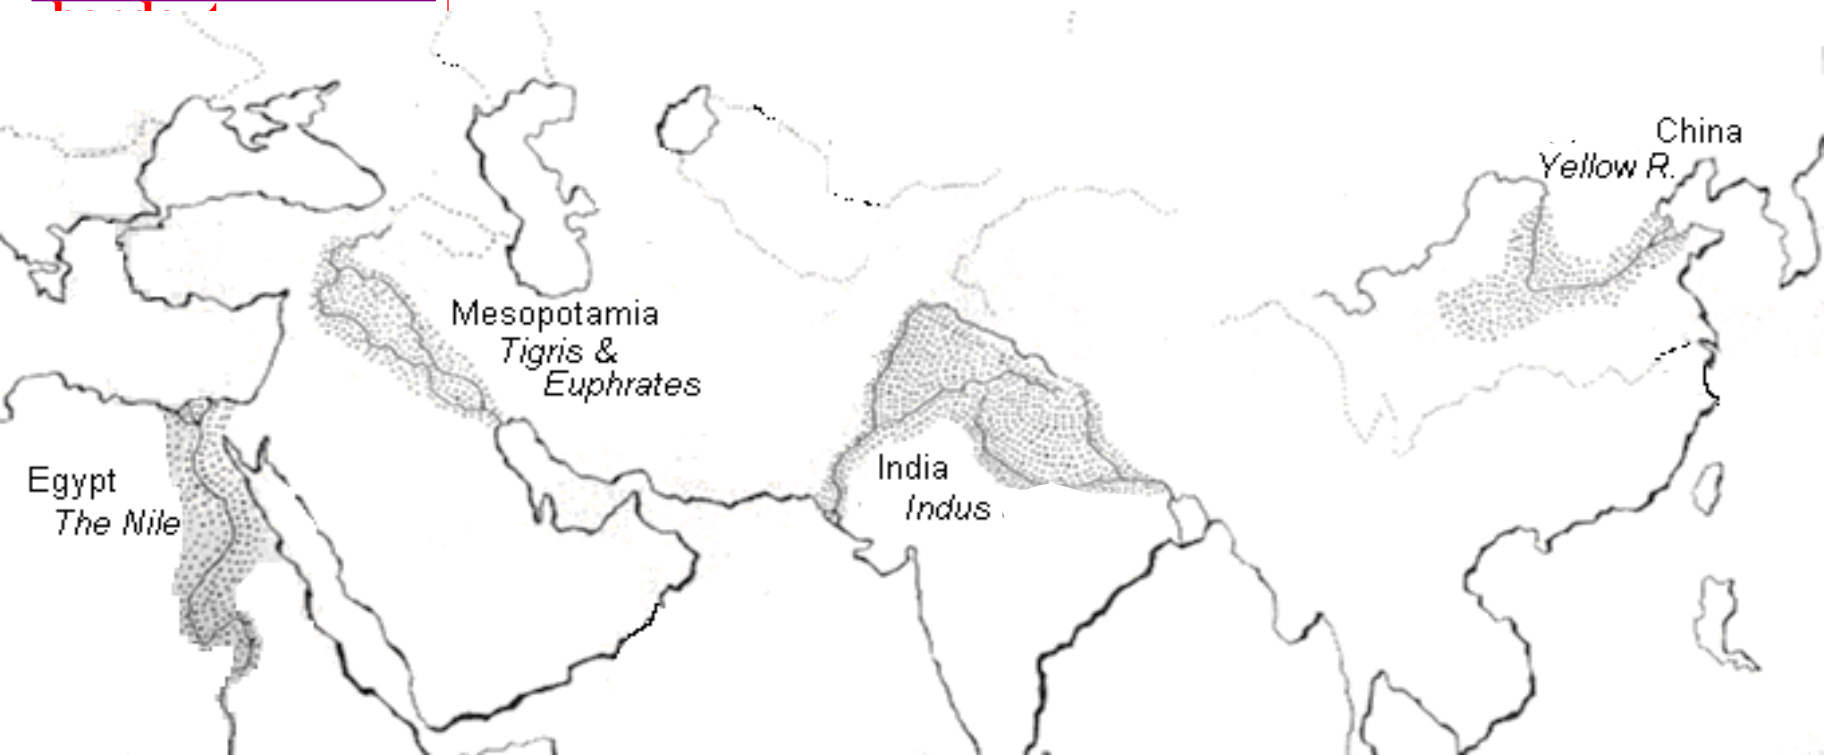 China
Yellow R.
Mesopotamia
Tigris &
Euphrates
India
Indus
Egypt
The Nile